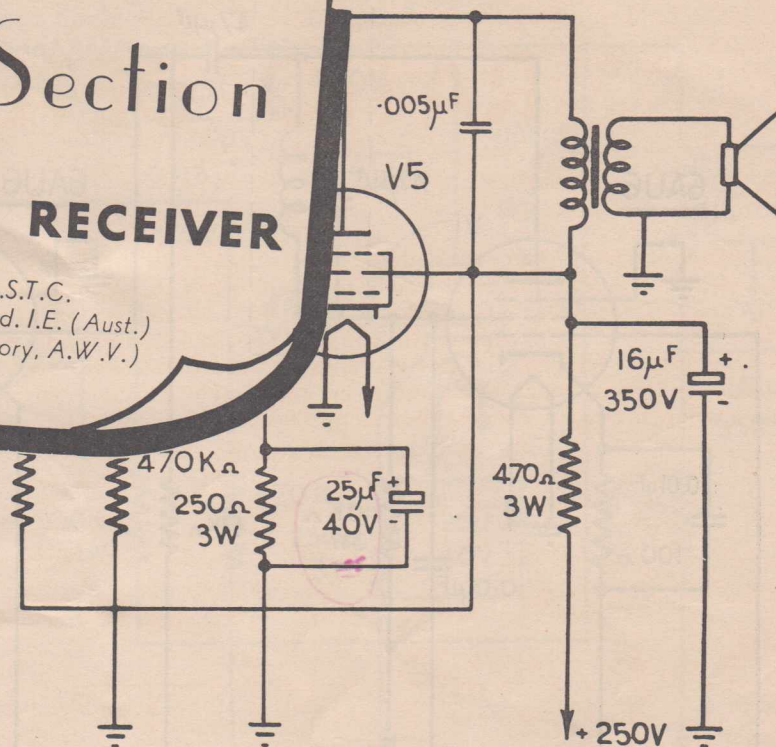 Section
RECEIVER
.S.T.C.
d. I.E. (Aust.)
ory, A.W.V.)
·005µF
V5
16µF
350V
+
-
470KΩ
250Ω
3W
25µF
40V
+
-
470Ω
3W
+ 250V